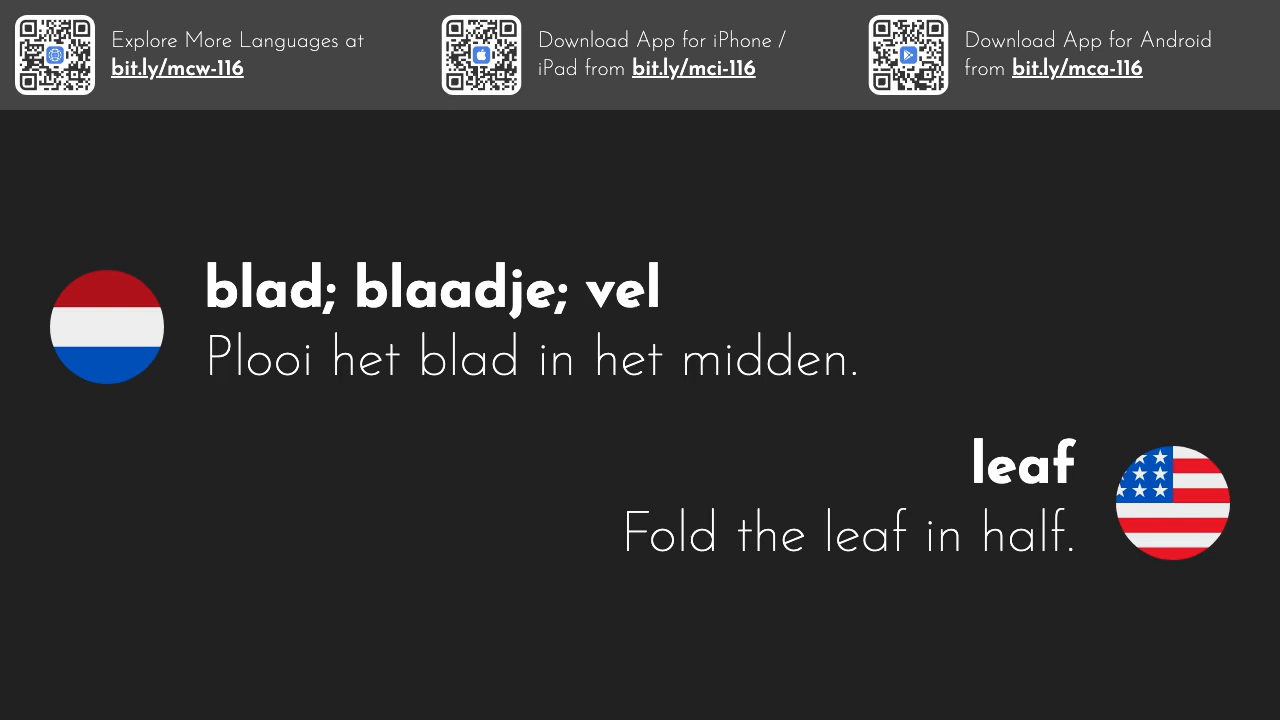 Explore More Languages at
bit.ly/mcw-116
Download App for iPhone /
iPad from bit.ly/mci-116
Download App for Android
from bit.ly/mca-116
blad; blaadje; vel
Plooi het blad in het midden.
leaf
Fold the leaf in half.